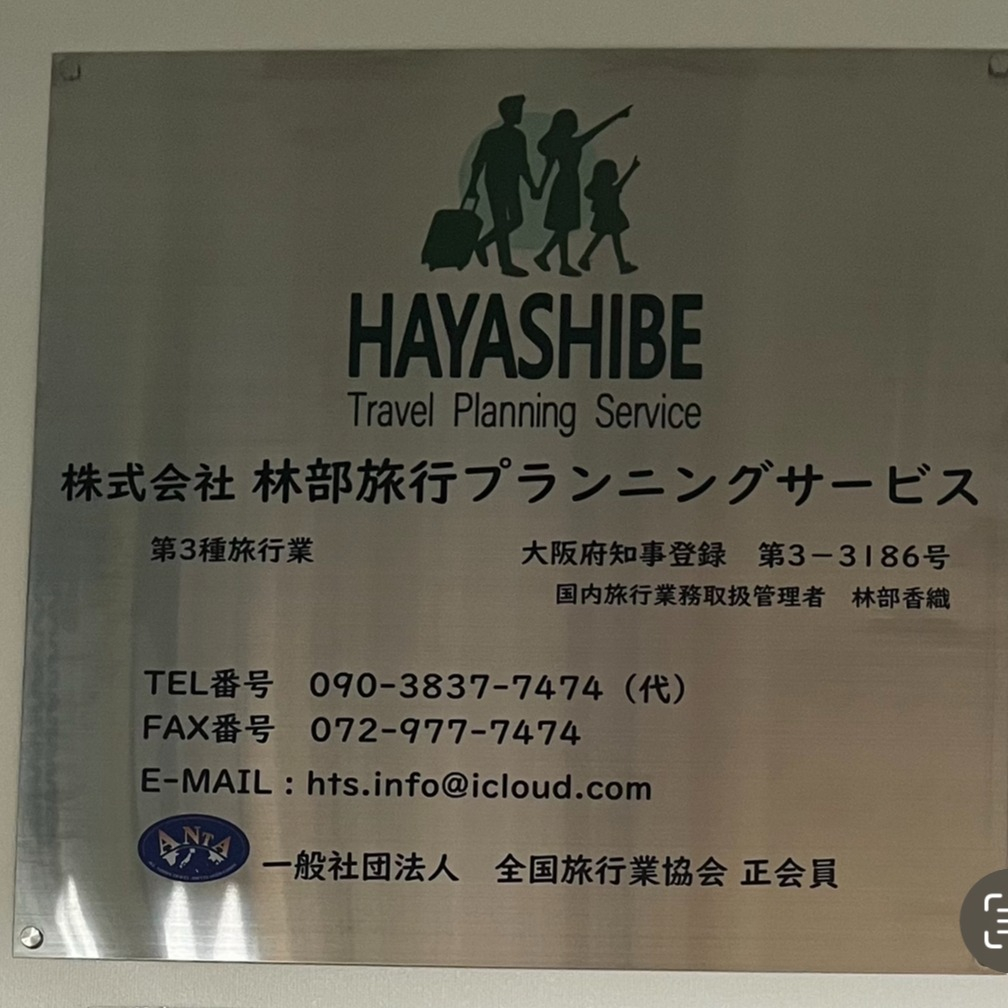 HAYASHIBE
Travel Planning Service
株式会社 林部旅行プランニングサービス
第3種旅行業 大阪府知事登録 第3-3186号
国内旅行業務取扱管理者 林部香織
TEL番号 090-3837-7474（代）
FAX番号 072-977-7474
E-MAIL : hts.info@icloud.com
ANTA 一般社団法人 全国旅行業協会 正会員